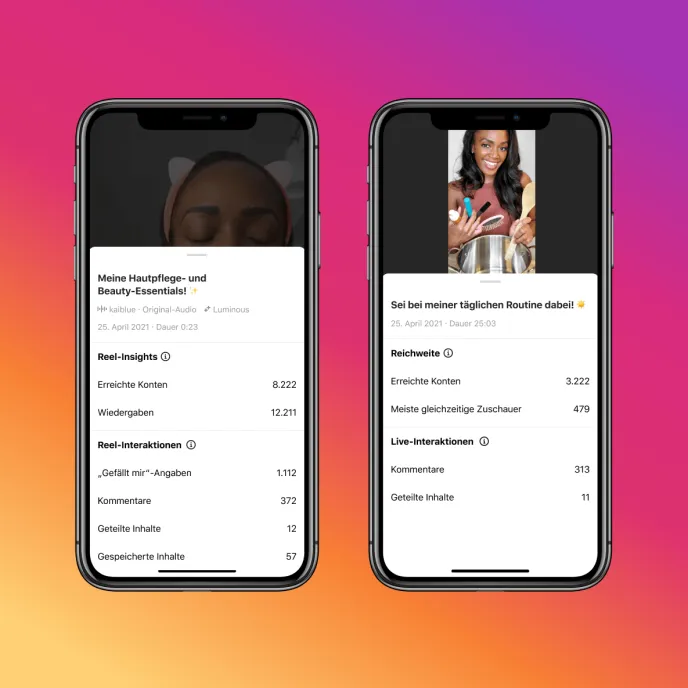 Meine Hautpflege- und
Beauty-Essentials! ✨
kaiblue · Original-Audio Luminous
25. April 2021 · Dauer 0:23
Reel-Insights
Erreichte Konten 8.222
Wiedergaben 12.211
Reel-Interaktionen
„Gefällt mir“-Angaben 1.112
Kommentare 372
Geteilte Inhalte 12
Gespeicherte Inhalte 57
Sei bei meiner täglichen Routine dabei! ☀️
25. April 2021 · Dauer 25:03
Reichweite
Erreichte Konten 3.222
Meiste gleichzeitige Zuschauer 479
Live-Interaktionen
Kommentare 313
Geteilte Inhalte 11